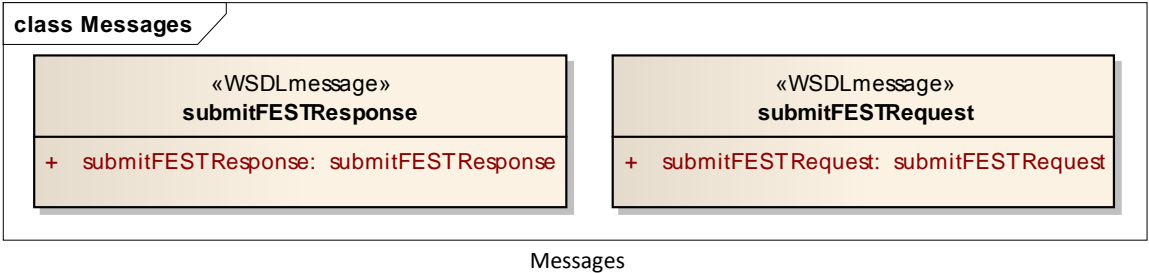 class Messages
«WSDLmessage»
submitFESTResponse
+ submitFESTResponse: submitFESTResponse
«WSDLmessage»
submitFESTRequest
+ submitFESTRequest: submitFESTRequest
Messages